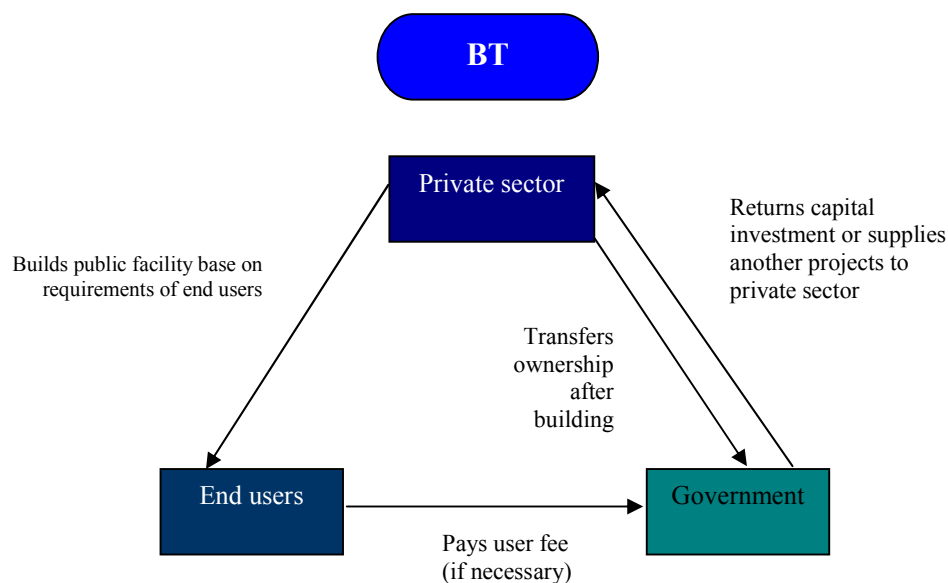 BT
Private sector
Returns capital
investment or supplies
another projects to
private sector
Builds public facility base on
requirements of end users
Transfers
ownership
after
building
End users
Government
Pays user fee
(if necessary)